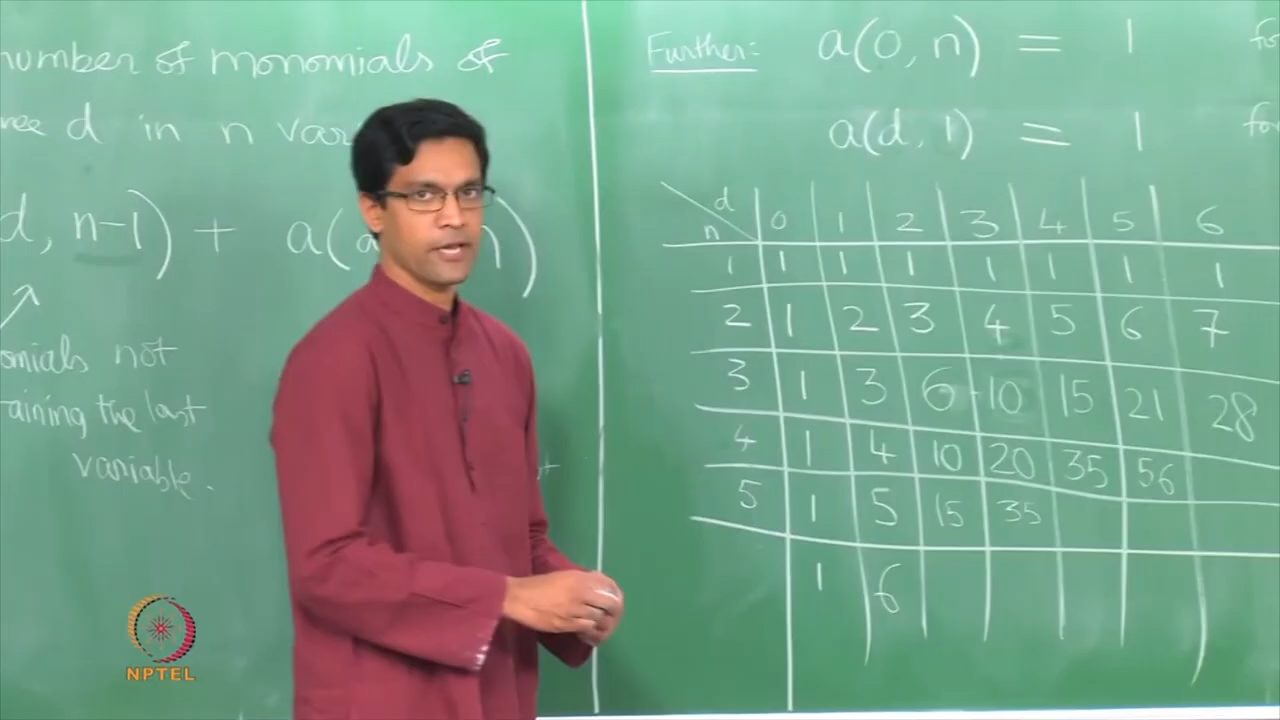 number of monomials of
d in n
d, n-1) + a( n)
not
the last
variable.
Further: a(0, n) = 1
a(d, 1) = 1
d
n 0 1 2 3 4 5 6
1 1 1 1 1 1 1 1
2 1 2 3 4 5 6 7
3 1 3 6 10 15 21 28
4 1 4 10 20 35 56
5 1 5 15 35
1 6
NPTEL